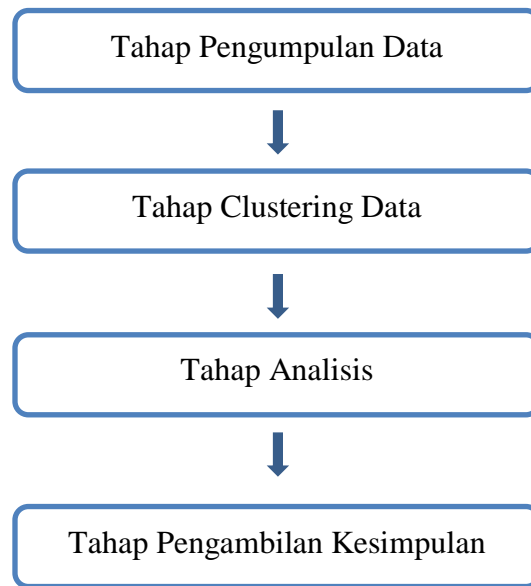 Tahap Pengumpulan Data
Tahap Clustering Data
Tahap Analisis
Tahap Pengambilan Kesimpulan